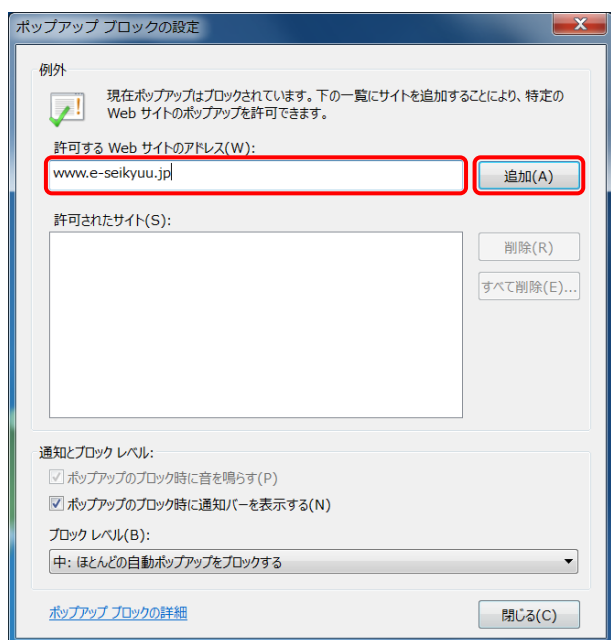 ポップアップ ブロックの設定
例外
現在ポップアップはブロックされています。下の一覧にサイトを追加することにより、特定の
Web サイトのポップアップを許可できます。
許可する Web サイトのアドレス(W):
www.e-seikyuu.jp
追加(A)
許可されたサイト(S):
削除(R)
すべて削除(E)...
通知とブロック レベル:
ポップアップのブロック時に音を鳴らす(P)
ポップアップのブロック時に通知バーを表示する(N)
ブロック レベル(B):
中: ほとんどの自動ポップアップをブロックする
ポップアップ ブロックの詳細
閉じる(C)